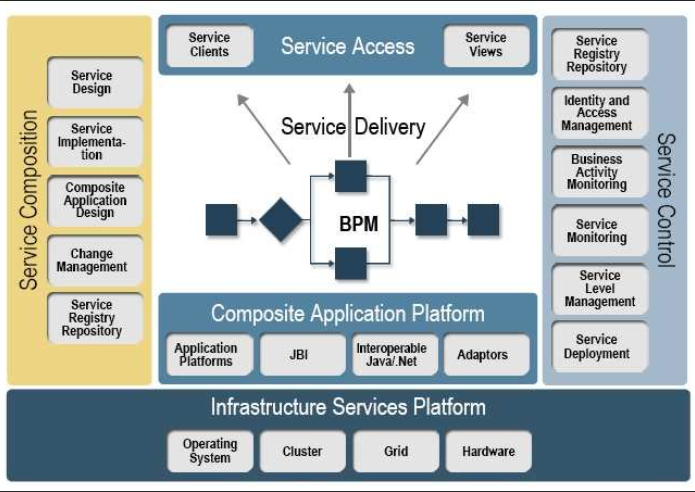 Service Composition
Service
Design
Service
Implementa-
tion
Composite
Application
Design
Change
Management
Service
Registry
Repository
Service
Clients
Service Access
Service
Views
Service Delivery
BPM
Composite Application Platform
Application
Platforms
JBI
Interoperable
Java/.Net
Adaptors
Service Control
Service
Registry
Repository
Identity and
Access
Management
Business
Activity
Monitoring
Service
Monitoring
Service
Level
Management
Service
Deployment
Infrastructure Services Platform
Operating
System
Cluster
Grid
Hardware